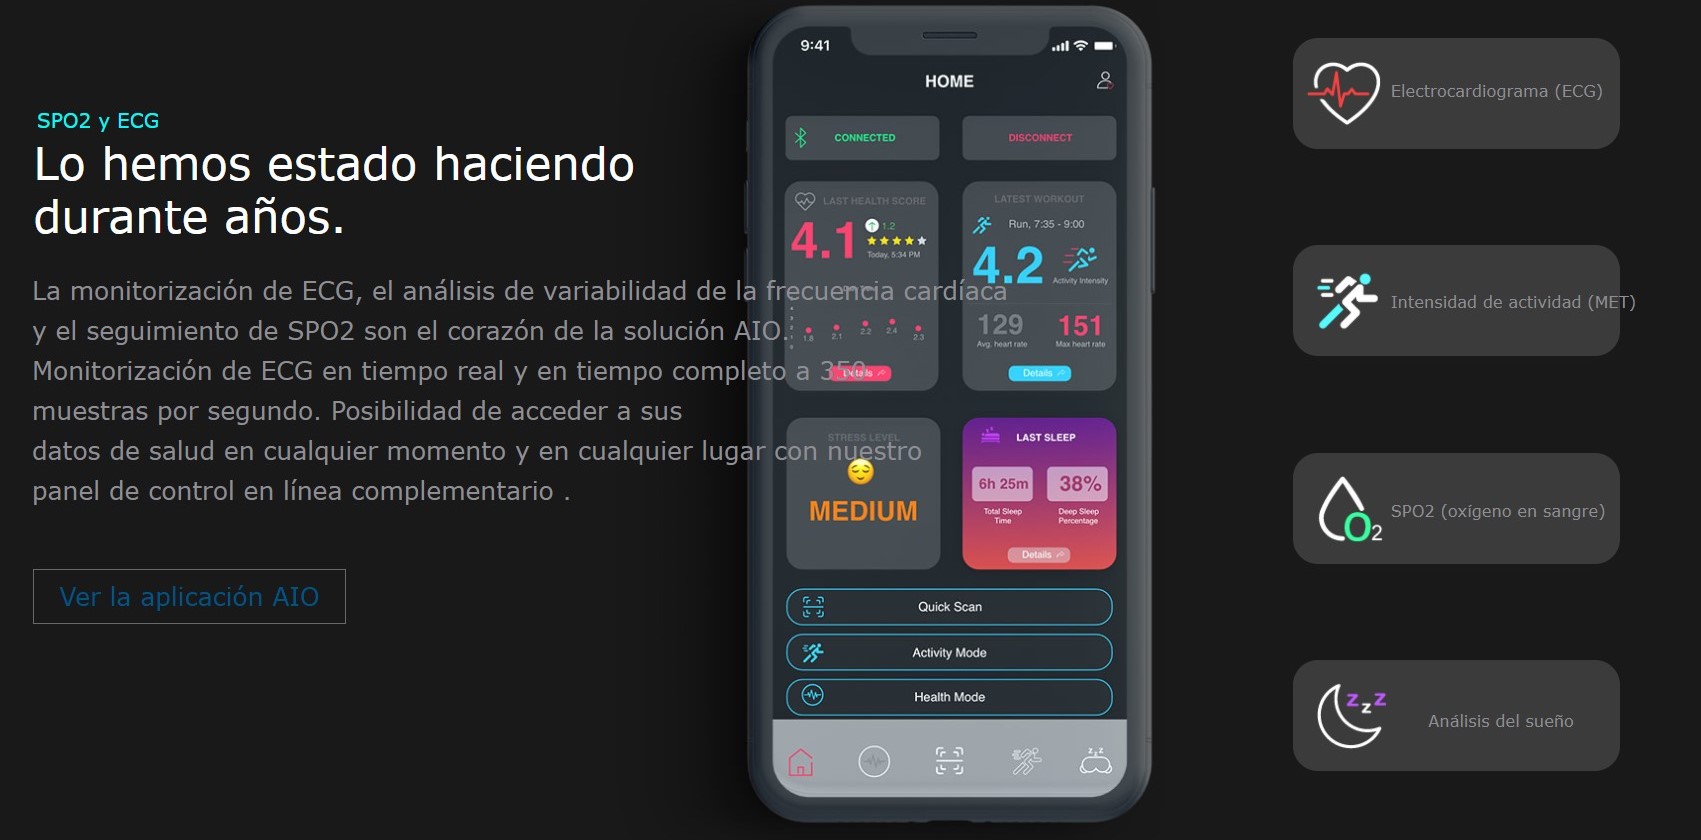 SPO2 y ECG
Lo hemos estado haciendo
durante años.
La monitorización de ECG, el análisis de variabilidad de la frecuencia cardíaca
y el seguimiento de SPO2 son el corazón de la solución AIO.
Monitorización de ECG en tiempo real y en tiempo completo a 350
muestras por segundo. Posibilidad de acceder a sus
datos de salud en cualquier momento y en cualquier lugar con nuestro
panel de control en línea complementario .
Ver la aplicación AIO
9:41
HOME
CONNECTED
DISCONNECT
LAST HEALTH SCORE
4.1
1.2
Today, 5:34 PM
1.8
2.1
2.2
2.4
2.3
Details
LATEST WORKOUT
Run, 7:35 - 9:00
4.2
Activity Intensity
129
Avg. heart rate
151
Max heart rate
Details
STRESS LEVEL
MEDIUM
LAST SLEEP
6h 25m
Total Sleep
Time
38%
Deep Sleep
Percentage
Details
Quick Scan
Activity Mode
Health Mode
z z z
Electrocardiograma (ECG)
Intensidad de actividad (MET)
O2
SPO2 (oxígeno en sangre)
z z z
Análisis del sueño